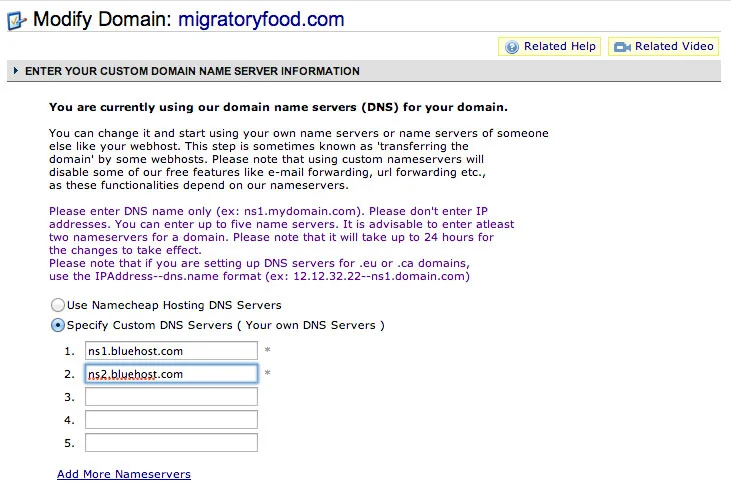 Modify Domain: migratoryfood.com
Related Help
Related Video
ENTER YOUR CUSTOM DOMAIN NAME SERVER INFORMATION
You are currently using our domain name servers (DNS) for your domain.
You can change it and start using your own name servers or name servers of someone
else like your webhost. This step is sometimes known as 'transferring the
domain' by some webhosts. Please note that using custom nameservers will
disable some of our free features like e-mail forwarding, url forwarding etc.,
as these functionalities depend on our nameservers.
Please enter DNS name only (ex: ns1.mydomain.com). Please don't enter IP
addresses. You can enter up to five name servers. It is advisable to enter atleast
two nameservers for a domain. Please note that it will take up to 24 hours for
the changes to take effect.
Please note that if you are setting up DNS servers for .eu or .ca domains,
use the IPAddress--dns.name format (ex: 12.12.32.22--ns1.domain.com)
Use Namecheap Hosting DNS Servers
Specify Custom DNS Servers ( Your own DNS Servers )
1. ns1.bluehost.com *
2. ns2.bluehost.com *
3.
4.
5.
Add More Nameservers